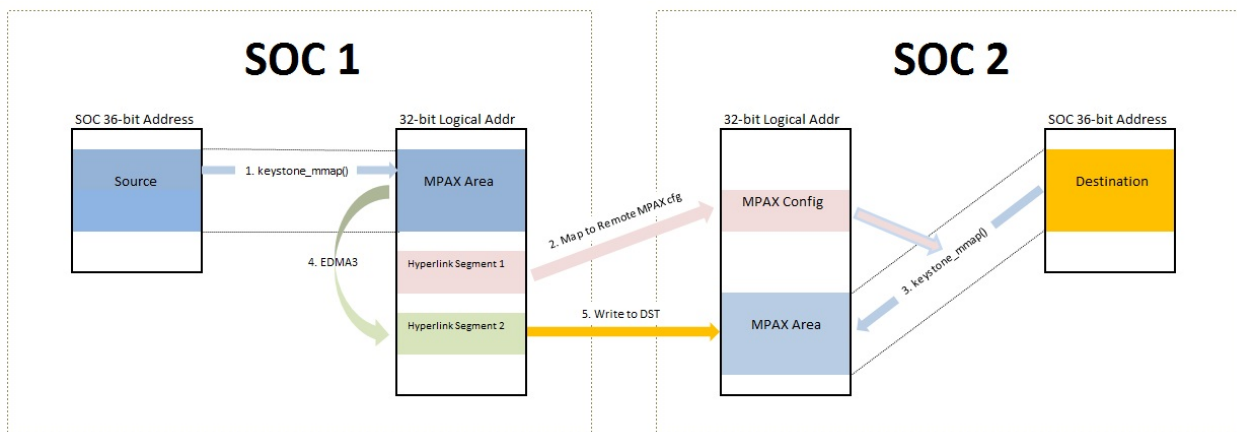 SOC 1
SOC 2
SOC 36-bit Address
32-bit Logical Addr
32-bit Logical Addr
SOC 36-bit Address
Source
1. keystone_mmap()
MPAX Area
2. Map to Remote MPAXcfg
MPAX Config
Destination
3. keystone_mmap()
4. EDMA3
Hyperlink Segment 1
Hyperlink Segment 2
5. Write to DST
MPAX Area